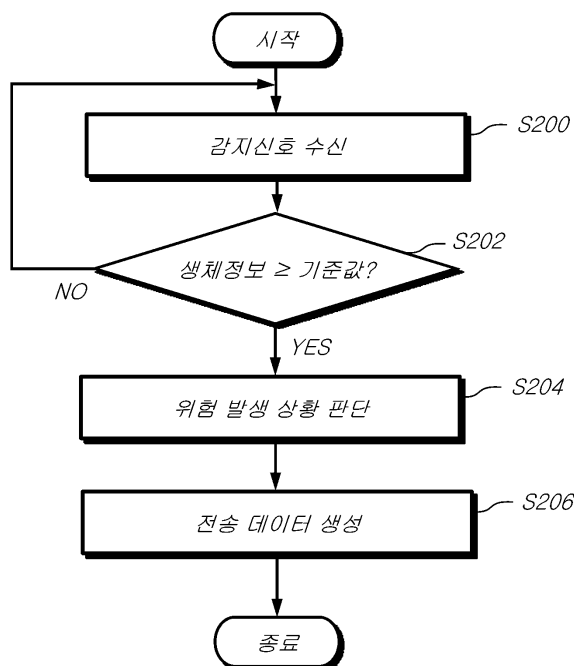 시작
감지신호 수신
S200
생체정보 ≥ 기준값?
S202
NO
YES
위험 발생 상황 판단
S204
전송 데이터 생성
S206
종료